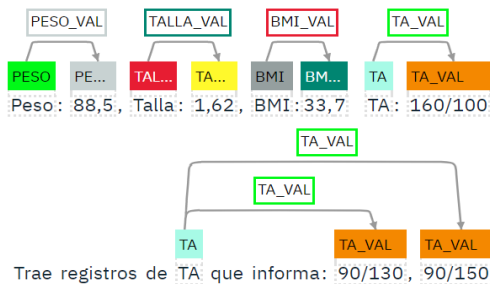 PESO_VAL TALLA_VAL BMI_VAL TA_VAL
PESO PE... TAL... TA... BMI BM... TA TA_VAL
Peso: 88,5, Talla: 1,62, BMI:33,7 TA: 160/100
TA_VAL
TA_VAL
TA TA_VAL TA_VAL
Trae registros de TA que informa: 90/130, 90/150